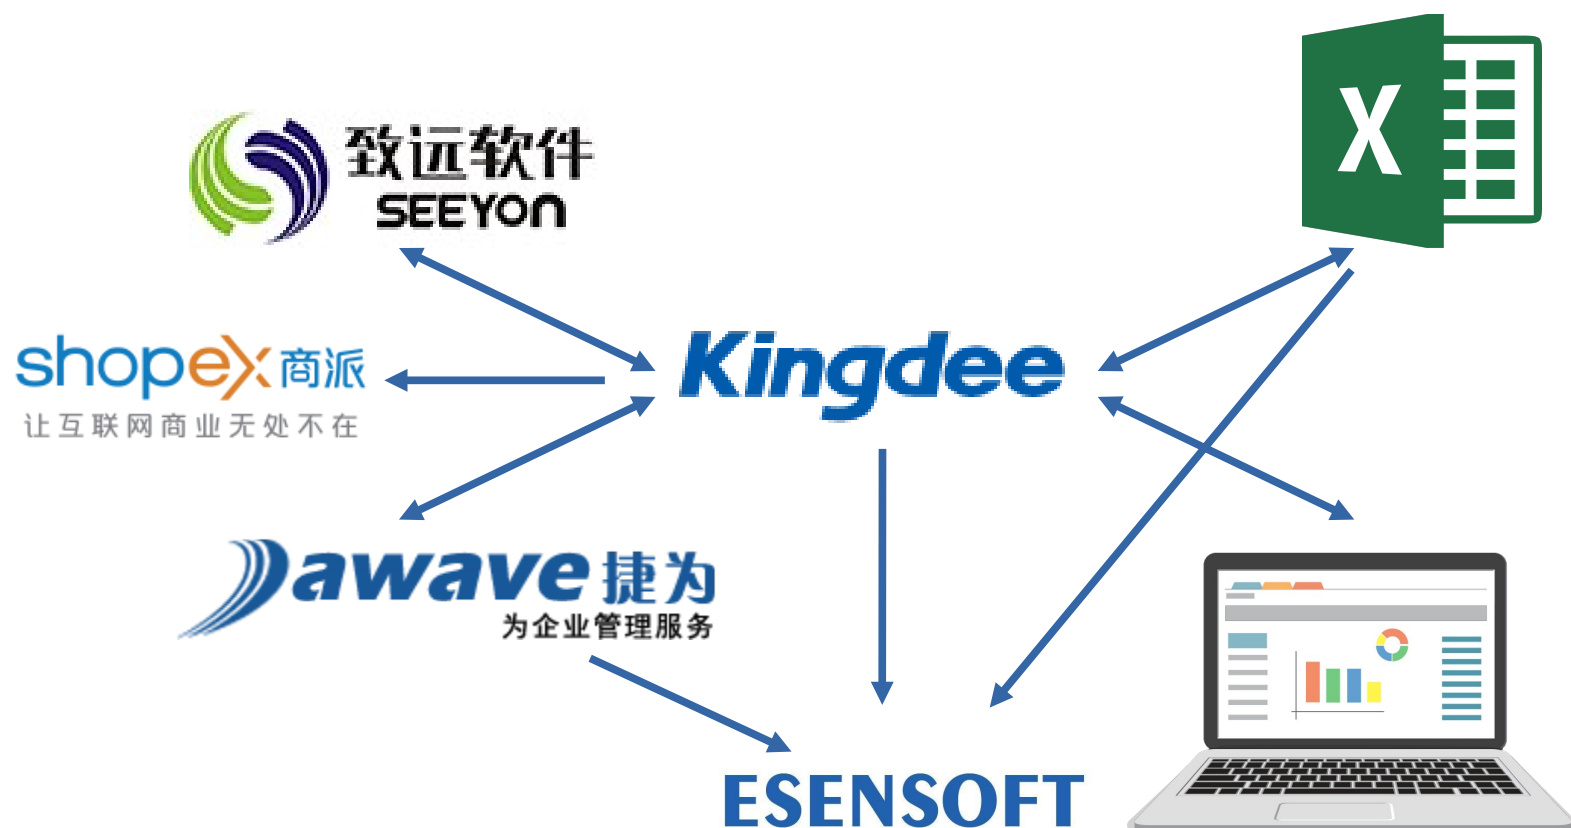 致远软件
SEEYON
X
shopex商派
让互联网商业无处不在
Kingdee
Dawave捷为
为企业管理服务
ESENSOFT